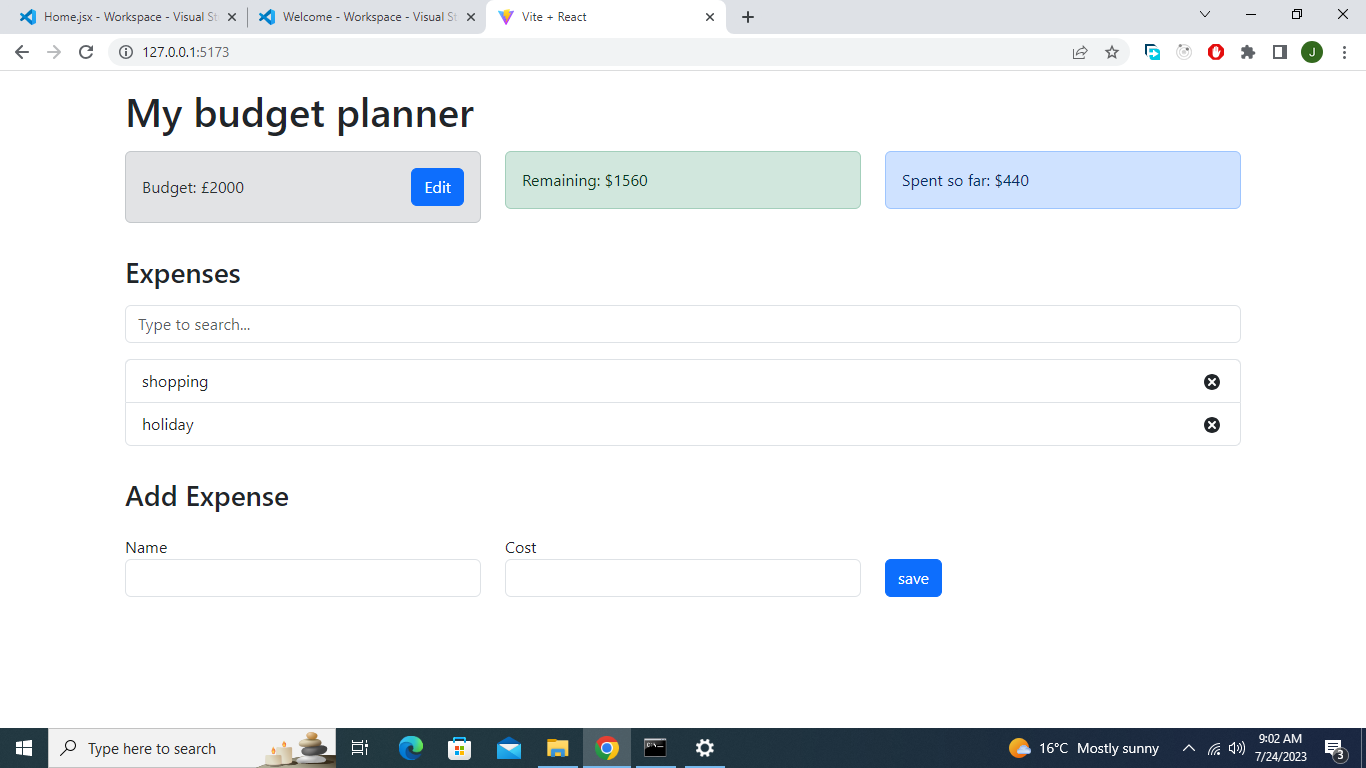 Home.jsx - Workspace - Visual St
Welcome - Workspace - Visual St
Vite + React
127.0.0.1:5173
J
My budget planner
Budget: £2000
Edit
Remaining: $1560
Spent so far: $440
Expenses
Type to search...
shopping
holiday
Add Expense
Name
Cost
save
Type here to search
16°C Mostly sunny
9:02 AM
7/24/2023
3